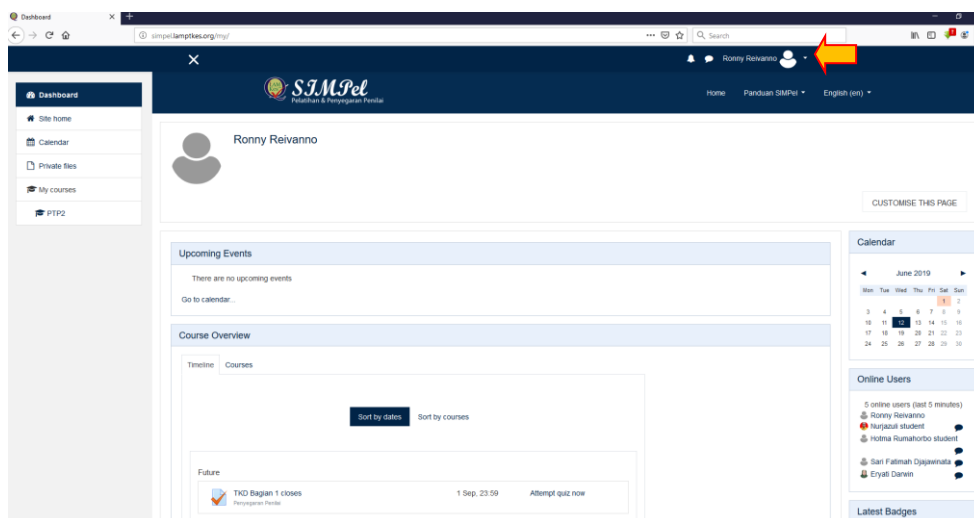 Dashboard
simpel.lamptkes.org/my/
Search
Ronny Reivanno
Dashboard
Site home
Calendar
Private files
My courses
PTP2
SIMPel
Pelatihan & Penyegaran Penilai
Home Panduan SIMPel English (en)
Ronny Reivanno
CUSTOMISE THIS PAGE
Upcoming Events
There are no upcoming events
Go to calendar...
Course Overview
Timeline Courses
Sort by dates Sort by courses
Future
TKD Bagian 1 closes 1 Sep, 23:59 Attempt quiz now
Penyegaran Penilai
Calendar
June 2019
Mon Tue Wed Thu Fri Sat Sun
1 2
3 4 5 6 7 8 9
10 11 12 13 14 15 16
17 18 19 20 21 22 23
24 25 26 27 28 29 30
Online Users
5 online users (last 5 minutes)
Ronny Reivanno
Nurjazuli student
Hotma Rumahorbo student
Sari Fatimah Djajawinata
Eryati Darwin
Latest Badges